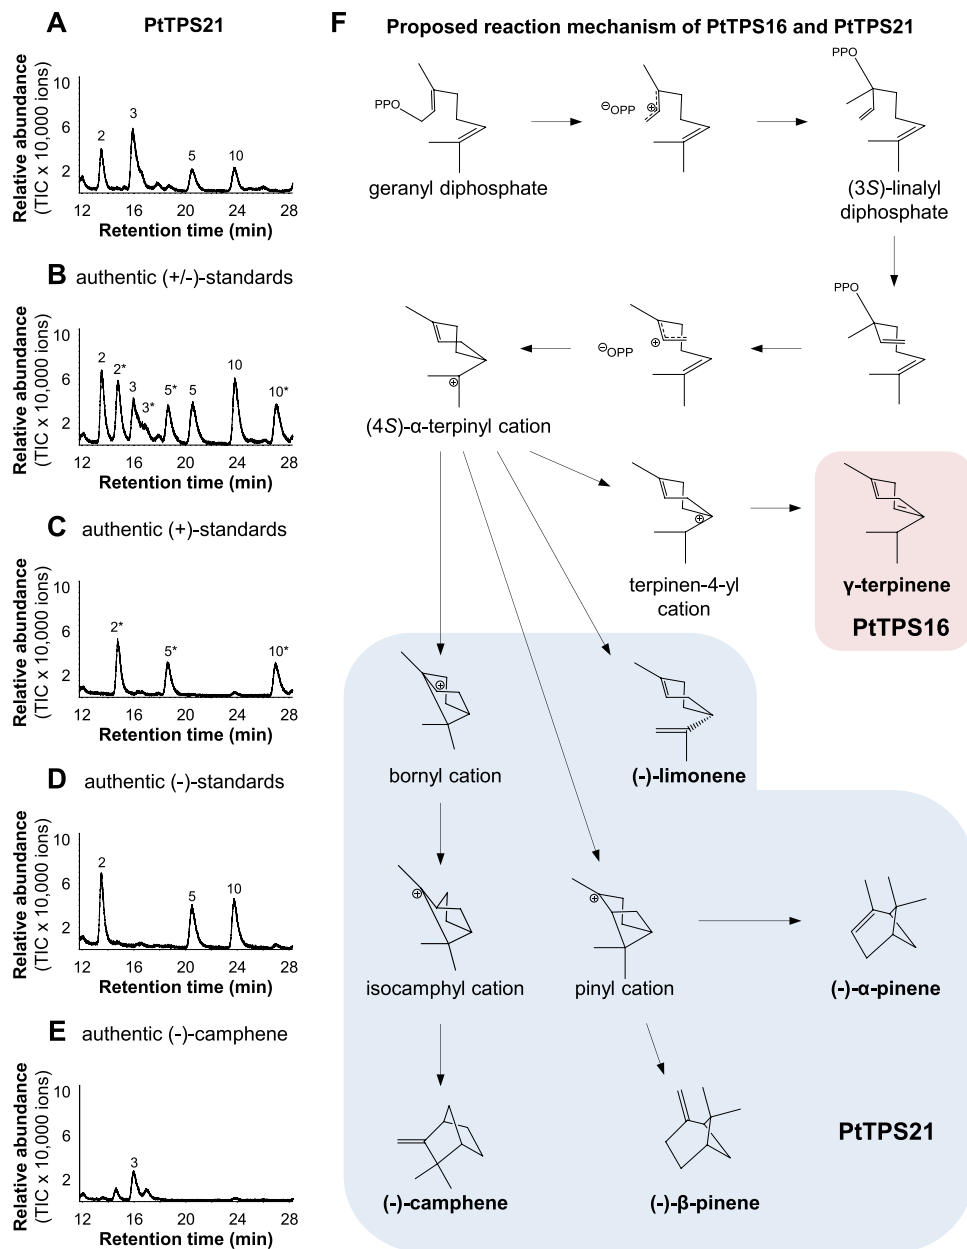 A PtTPS21
Relative abundance
(TIC x 10,000 ions)
10
6
2
2
3
5
10
12 16 20 24 28
Retention time (min)
B authentic (+/-)-standards
Relative abundance
(TIC x 10,000 ions)
10
6
2
2
2*
3
3*
5*
5
10
10*
12 16 20 24 28
Retention time (min)
C authentic (+)-standards
Relative abundance
(TIC x 10,000 ions)
10
6
2
2*
5*
10*
12 16 20 24 28
Retention time (min)
D authentic (-)-standards
Relative abundance
(TIC x 10,000 ions)
10
6
2
2
5
10
12 16 20 24 28
Retention time (min)
E authentic (-)-camphene
Relative abundance
(TIC x 10,000 ions)
10
6
2
3
12 16 20 24 28
Retention time (min)
F Proposed reaction mechanism of PtTPS16 and PtTPS21
PPO
geranyl diphosphate
⊖OPP
⊕
PPO
(3S)-linalyl
diphosphate
PPO
⊖OPP
⊕
⊕
(4S)-α-terpinyl cation
⊕
terpinen-4-yl
cation
γ-terpinene
PtTPS16
⊕
bornyl cation
(-)-limonene
⊕
isocamphyl cation
⊕
pinyl cation
(-)-α-pinene
(-)-camphene
(-)-β-pinene
PtTPS21